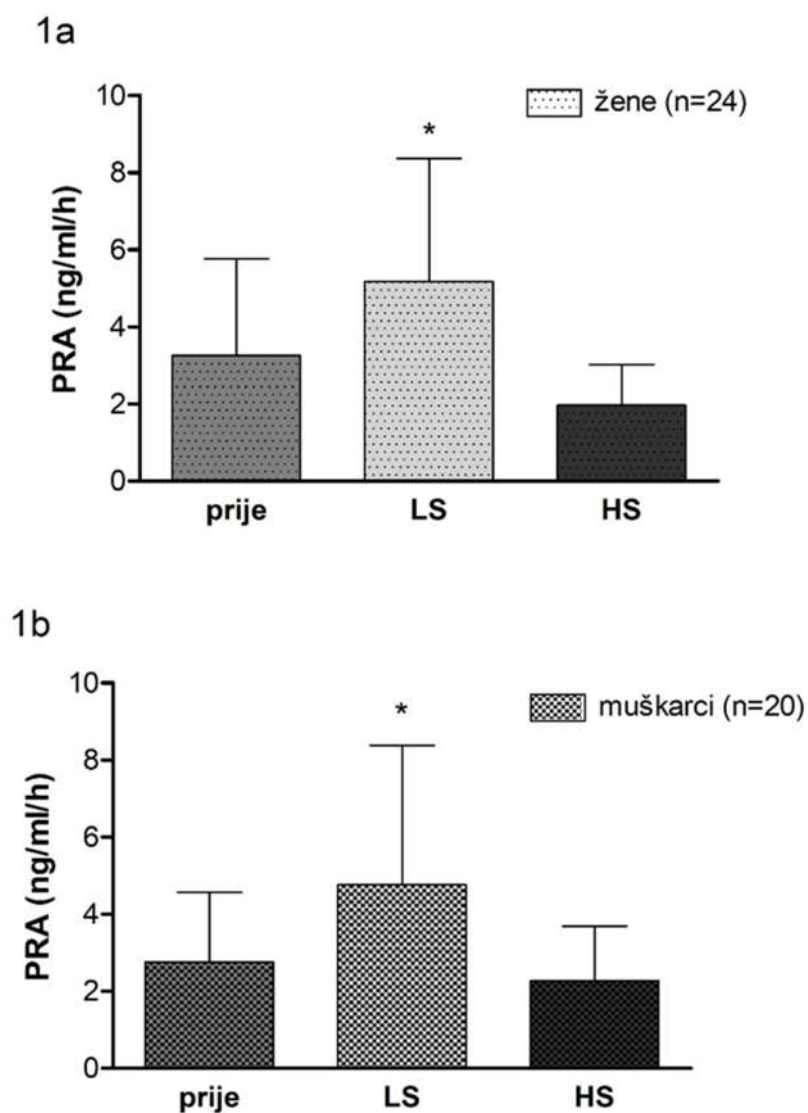 1a
10
8
6
4
2
0
PRA (ng/ml/h)
žene (n=24)
*
prije LS HS
1b
10
8
6
4
2
0
PRA (ng/ml/h)
muškarci (n=20)
*
prije LS HS